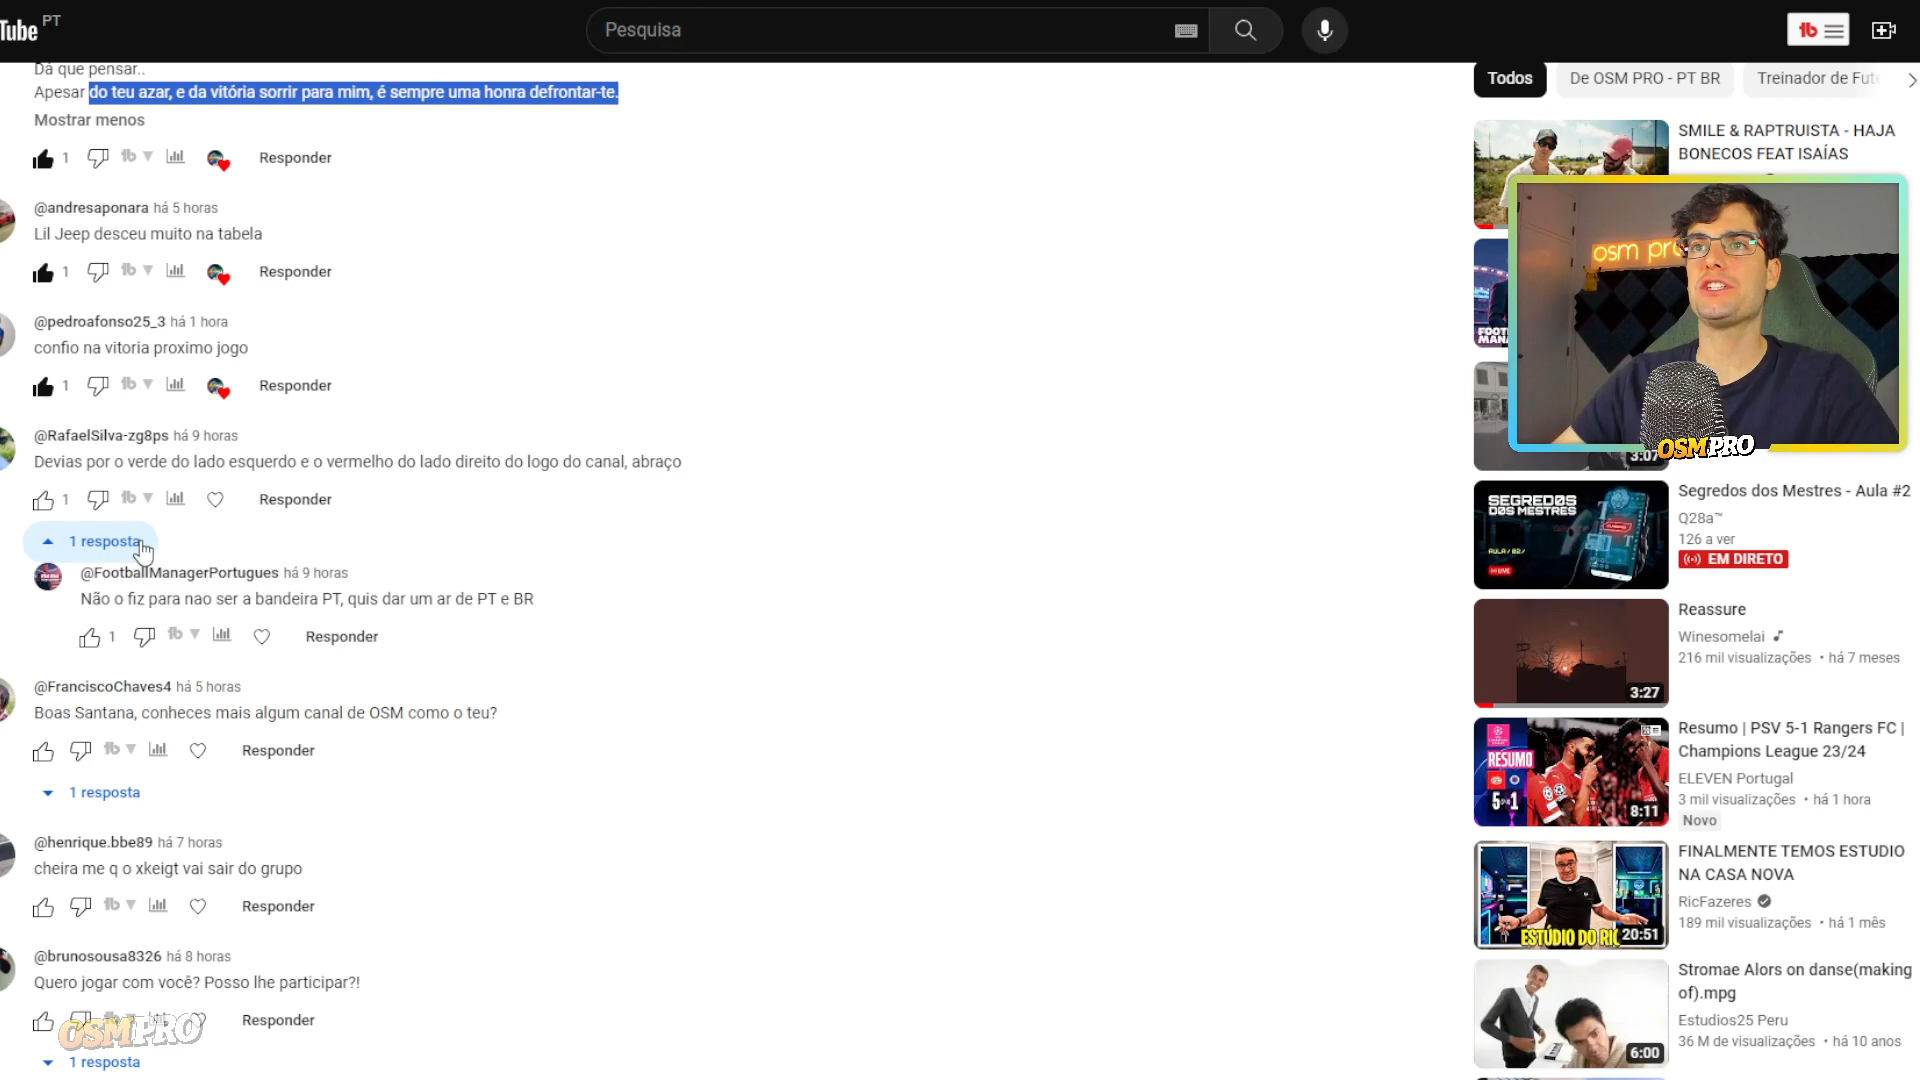 Tube PT
Pesquisa
Dá que pensar..
Apesar do teu azar, e da vitória sorrir para mim, é sempre uma honra defrontar-te.
Mostrar menos
1
Responder
@andresaponara há 5 horas
Lil Jeep desceu muito na tabela
1
Responder
@pedroafonso25_3 há 1 hora
confio na vitoria proximo jogo
1
Responder
@RafaelSilva-zg8ps há 9 horas
Devias por o verde do lado esquerdo e o vermelho do lado direito do logo do canal, abraço
1
Responder
1 resposta
@FootballManagerPortugues há 9 horas
Não o fiz para nao ser a bandeira PT, quis dar um ar de PT e BR
1
Responder
@FranciscoChaves4 há 5 horas
Boas Santana, conheces mais algum canal de OSM como o teu?
Responder
1 resposta
@henrique.bbe89 há 7 horas
cheira me q o xkeigt vai sair do grupo
Responder
@brunosousa8326 há 8 horas
Quero jogar com você? Posso lhe participar?!
Responder
OSMPRO
1 resposta
Todos
De OSM PRO - PT BR
Treinador de Fute
SMILE & RAPTRUISTA - HAJA
BONECOS FEAT ISAÍAS
osm pro
OSMPRO
FOOT
MANA
3:07
SEGREDOS
DOS MESTRES
AULA / 02 /
LIVE
Segredos dos Mestres - Aula #2
Q28a™
126 a ver
EM DIRETO
3:27
Reassure
Winesomelai
216 mil visualizações • há 7 meses
RESUMO
5 1
8:11
Resumo | PSV 5-1 Rangers FC |
Champions League 23/24
ELEVEN Portugal
3 mil visualizações • há 1 hora
Novo
ESTÚDIO DO RIC
20:51
FINALMENTE TEMOS ESTUDIO
NA CASA NOVA
RicFazeres
189 mil visualizações • há 1 mês
6:00
Stromae Alors on danse(making
of).mpg
Estudios25 Peru
36 M de visualizações • há 10 anos